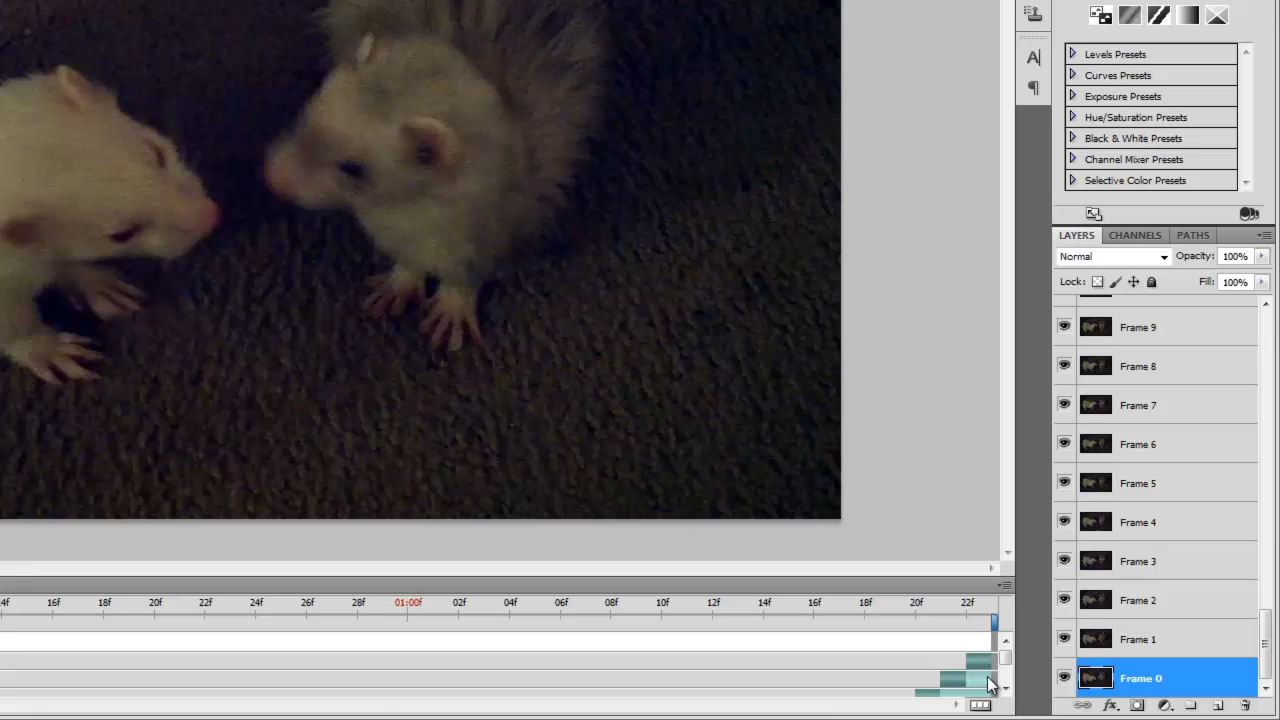 A|
¶
Levels Presets
Curves Presets
Exposure Presets
Hue/Saturation Presets
Black & White Presets
Channel Mixer Presets
Selective Color Presets
LAYERS CHANNELS PATHS
Normal Opacity: 100%
Lock: Fill: 100%
Frame 9
Frame 8
Frame 7
Frame 6
Frame 5
Frame 4
Frame 3
Frame 2
Frame 1
Frame 0
16f 18f 20f 22f 24f 26f 28f 01:00f 02f 04f 06f 08f 10f 12f 14f 16f 18f 20f 22f
fx